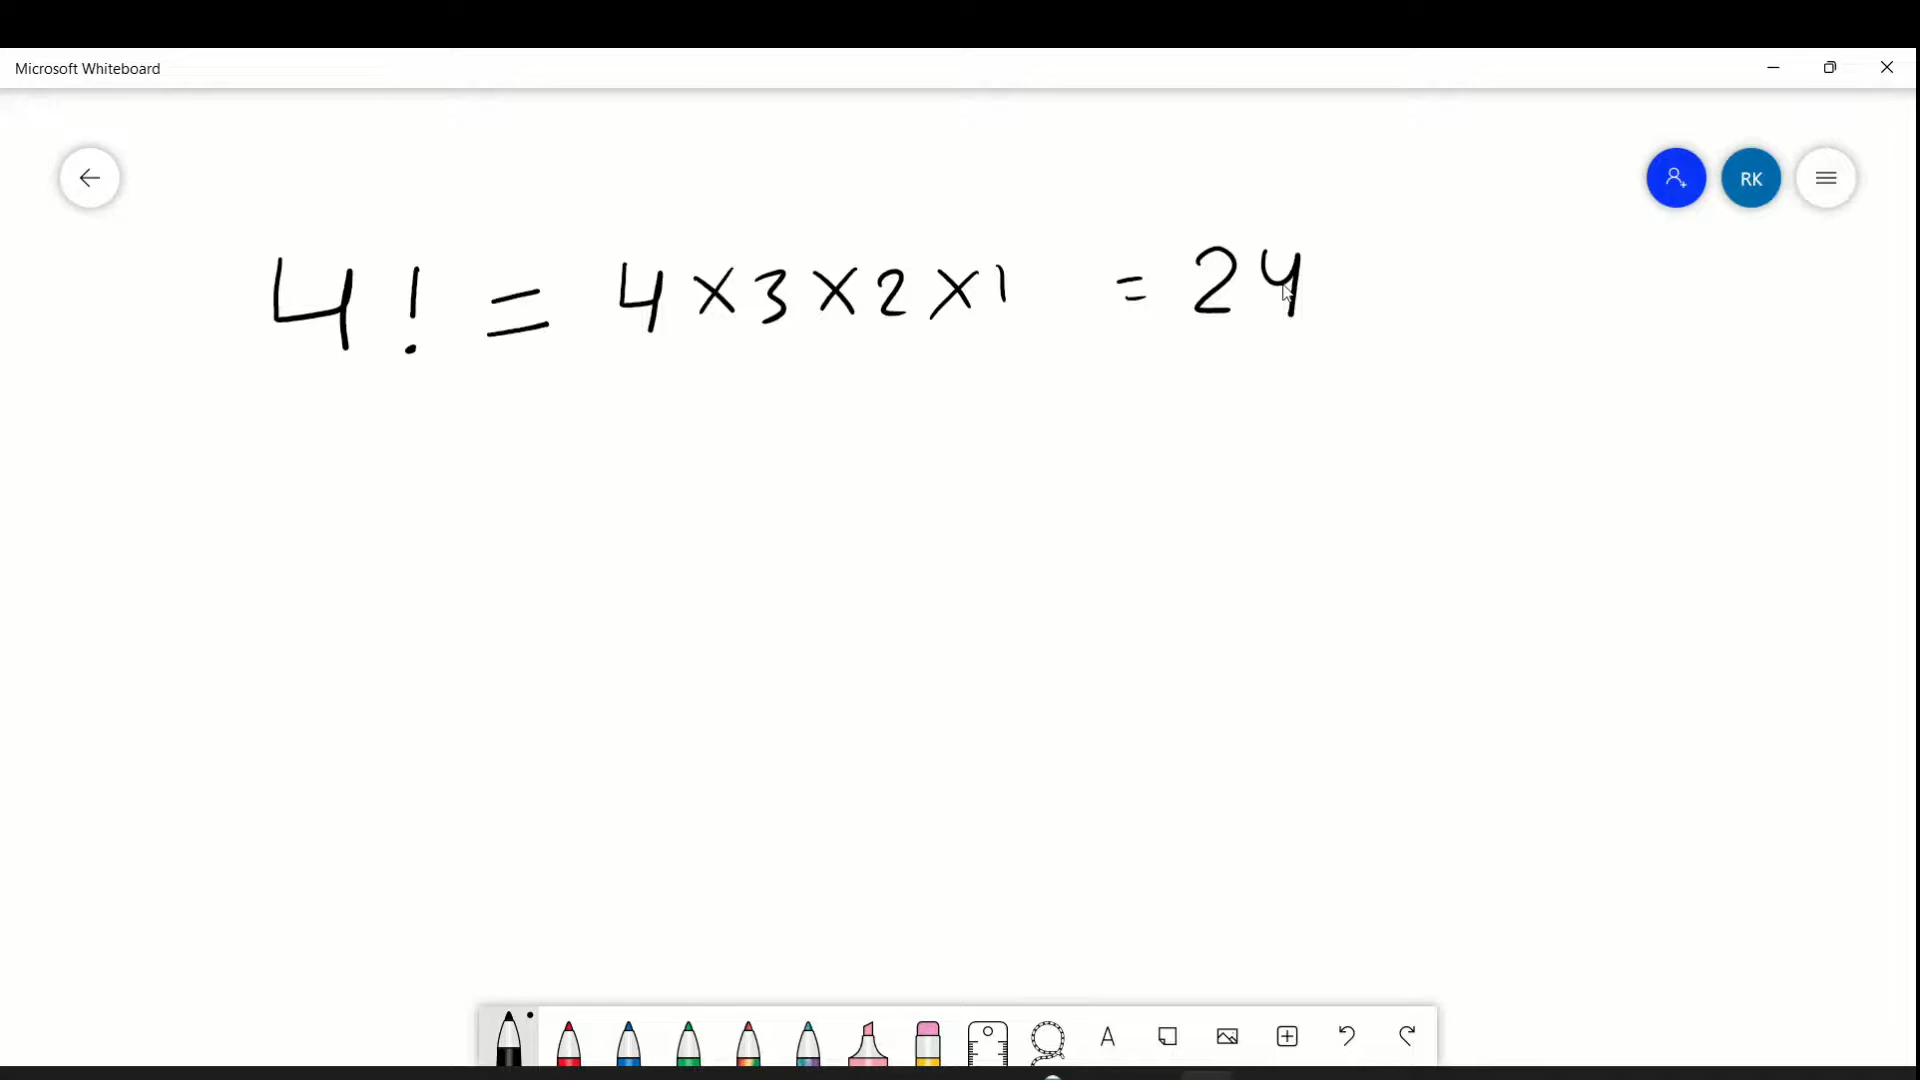 Microsoft Whiteboard
RK
4! = 4 × 3 × 2 × 1 = 24
A